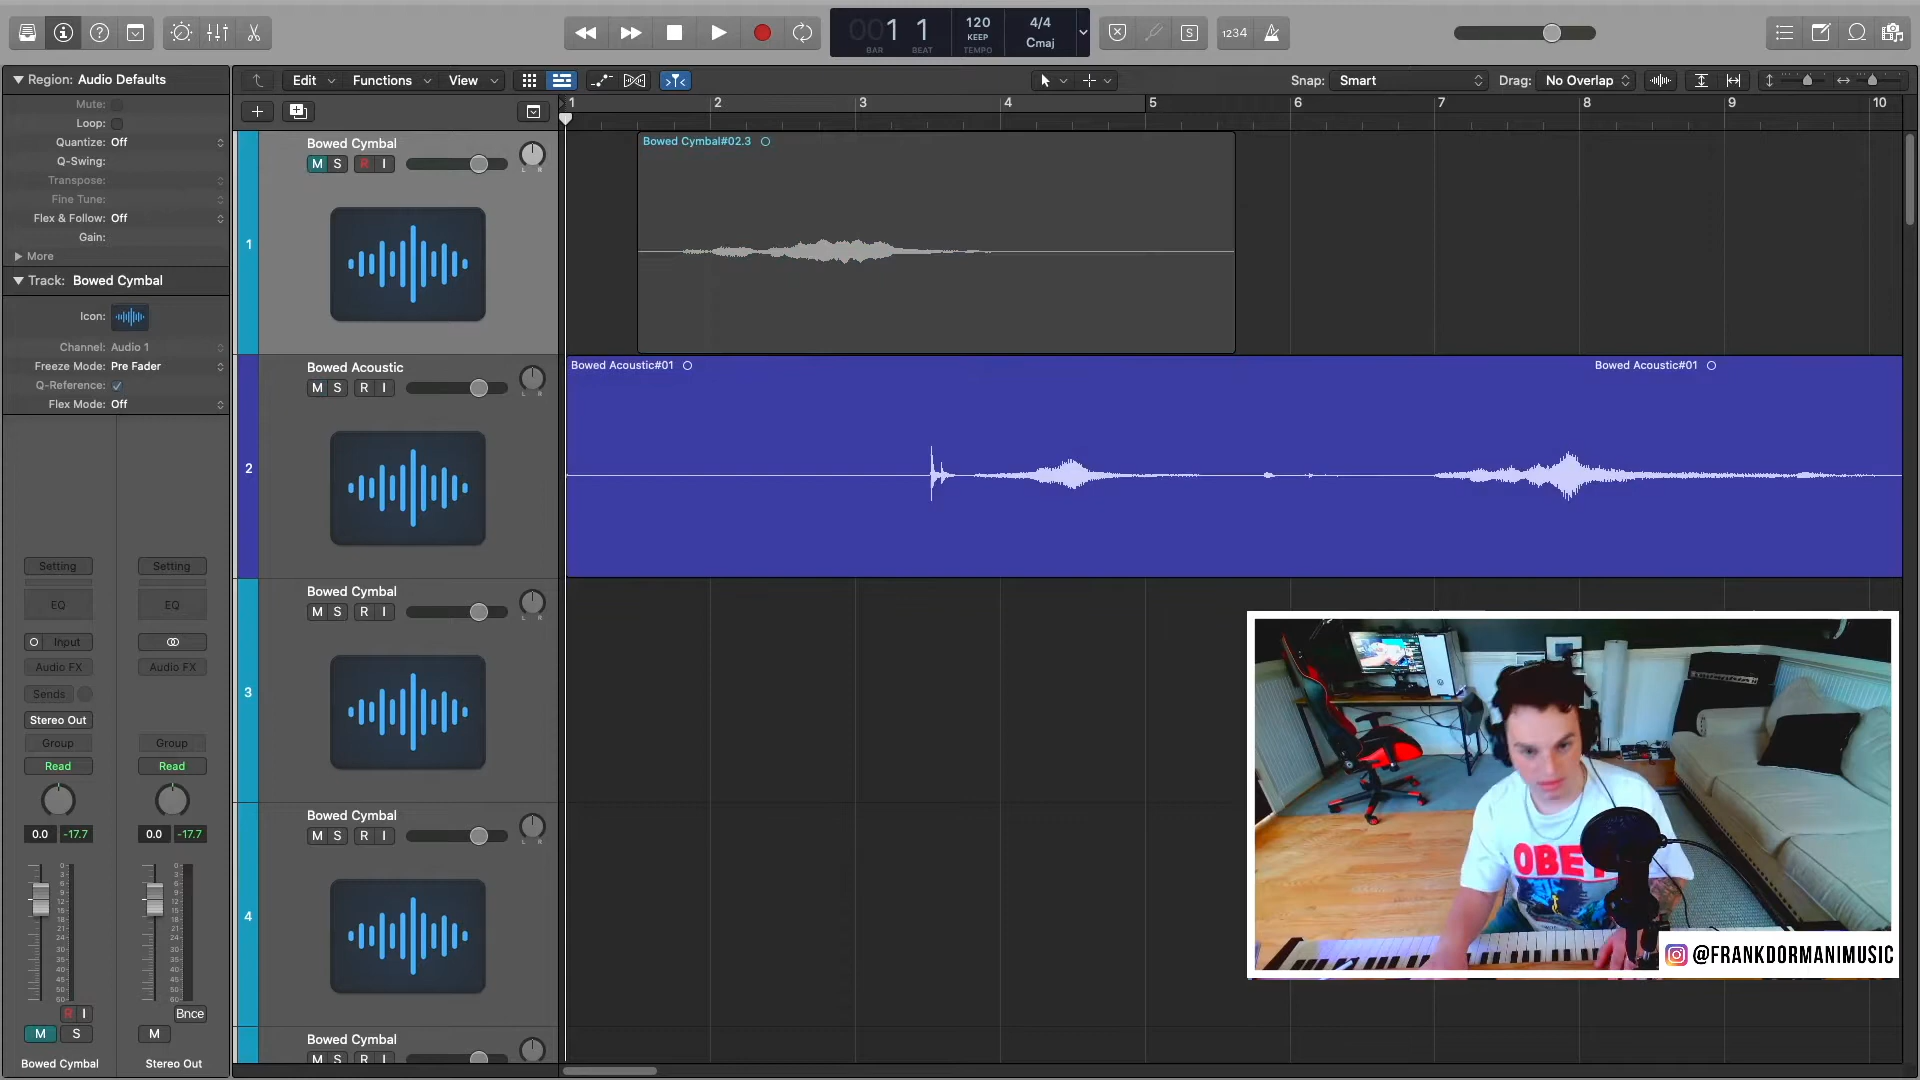 001 1
BAR BEAT
120
KEEP
TEMPO
4/4
Cmaj
S
1234
Region: Audio Defaults
Mute:
Loop:
Quantize: Off
Q-Swing:
Transpose:
Fine Tune:
Flex & Follow: Off
Gain:
More
Track: Bowed Cymbal
Icon:
Channel: Audio 1
Freeze Mode: Pre Fader
Q-Reference:
Flex Mode: Off
Setting Setting
EQ EQ
Input
Audio FX Audio FX
Sends
Stereo Out
Group Group
Read Read
0.0 -17.7 0.0 -17.7
R I Bnce
M S M
Bowed Cymbal Stereo Out
Edit Functions View
Snap: Smart Drag: No Overlap
1 2 3 4 5 6 7 8 9 10
1
Bowed Cymbal
M S R I
L R
Bowed Cymbal#02.3
2
Bowed Acoustic
M S R I
L R
Bowed Acoustic#01 Bowed Acoustic#01
3
Bowed Cymbal
M S R I
L R
4
Bowed Cymbal
M S R I
L R
Bowed Cymbal
M S R I
OBE
@FRANKDORMANIMUSIC